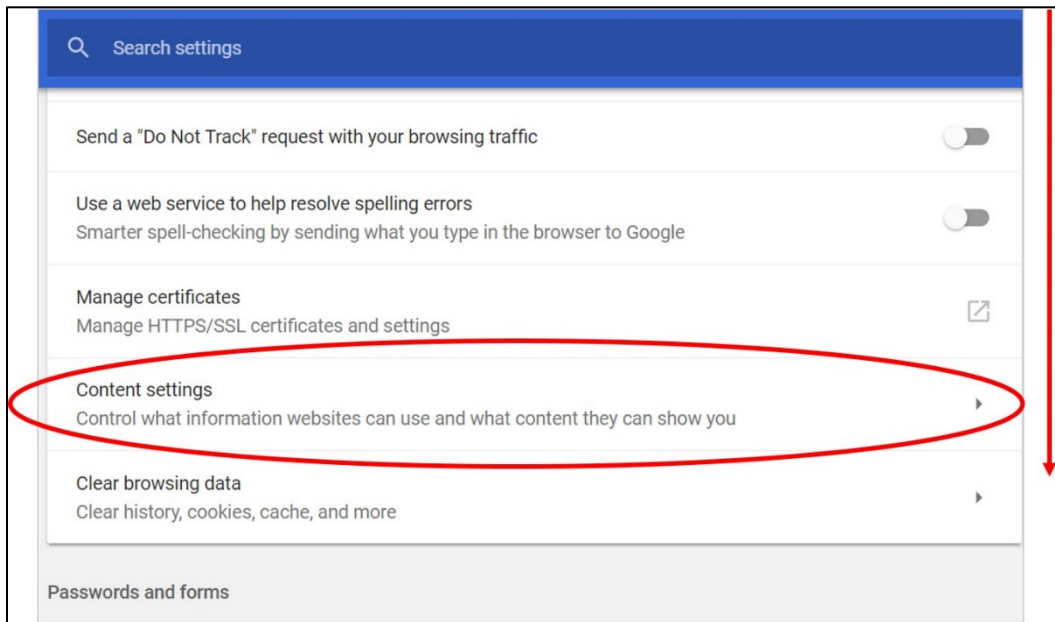 Search settings
Send a "Do Not Track" request with your browsing traffic
Use a web service to help resolve spelling errors
Smarter spell-checking by sending what you type in the browser to Google
Manage certificates
Manage HTTPS/SSL certificates and settings
Content settings
Control what information websites can use and what content they can show you
Clear browsing data
Clear history, cookies, cache, and more
Passwords and forms